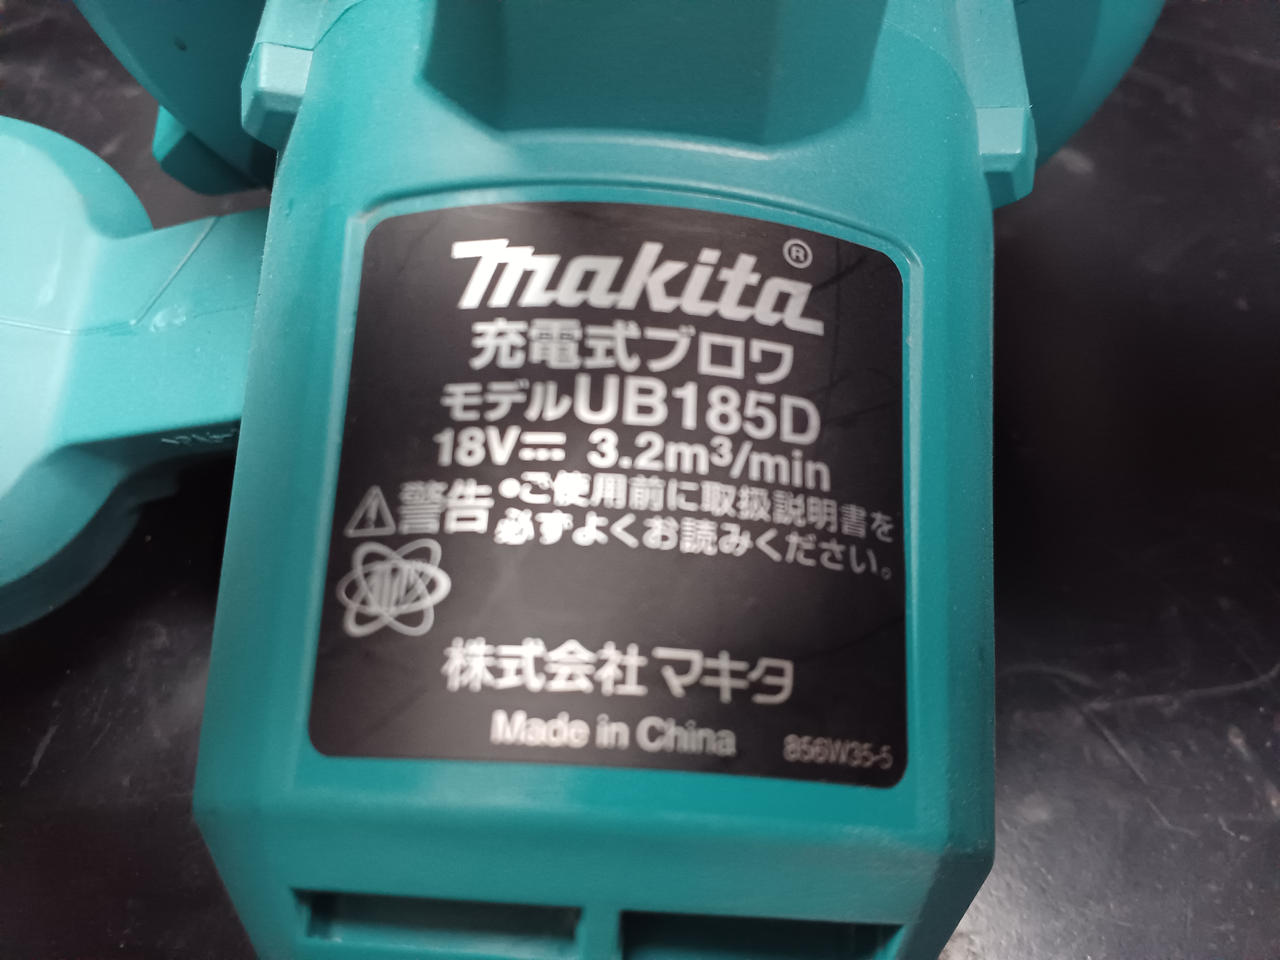 makita®
充電式ブロワ
モデルUB185D
18V⎓ 3.2m³/min
⚠警告 •ご使用前に取扱説明書を
必ずよくお読みください。
株式会社マキタ
Made in China 856W35-5